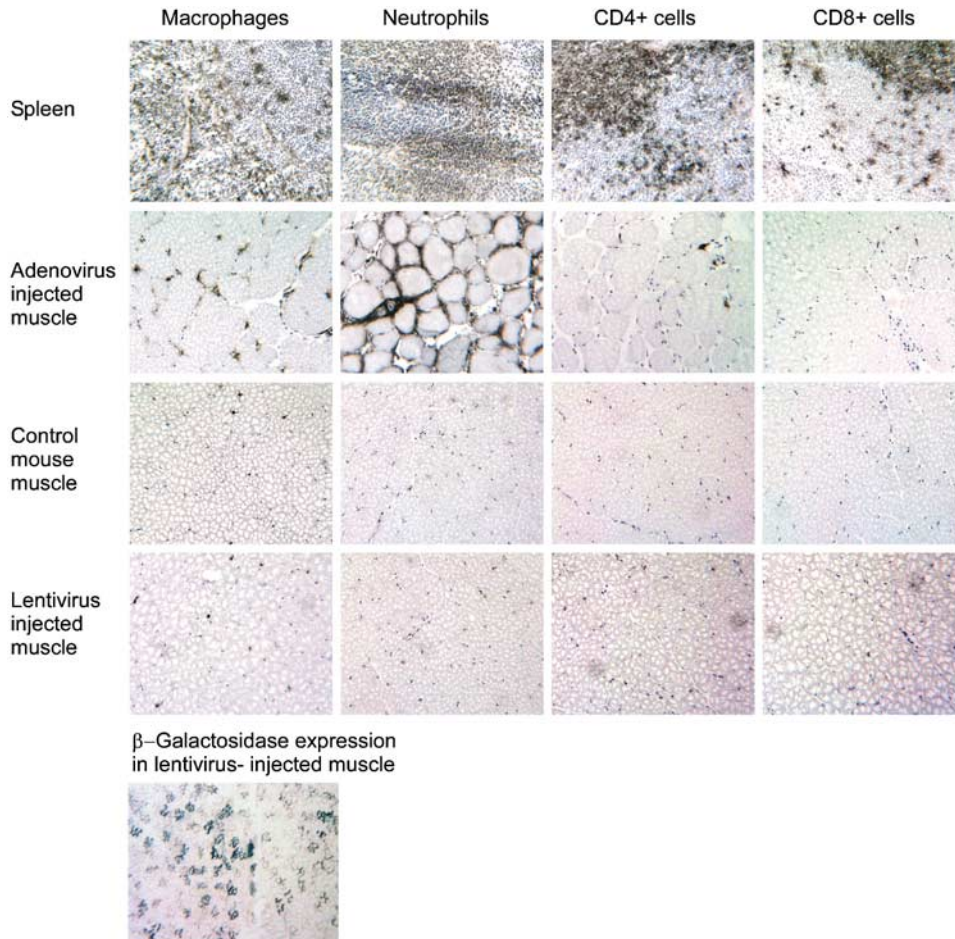 Macrophages Neutrophils CD4+ cells CD8+ cells
Spleen
Adenovirus
injected
muscle
Control
mouse
muscle
Lentivirus
injected
muscle
β–Galactosidase expression
in lentivirus- injected muscle